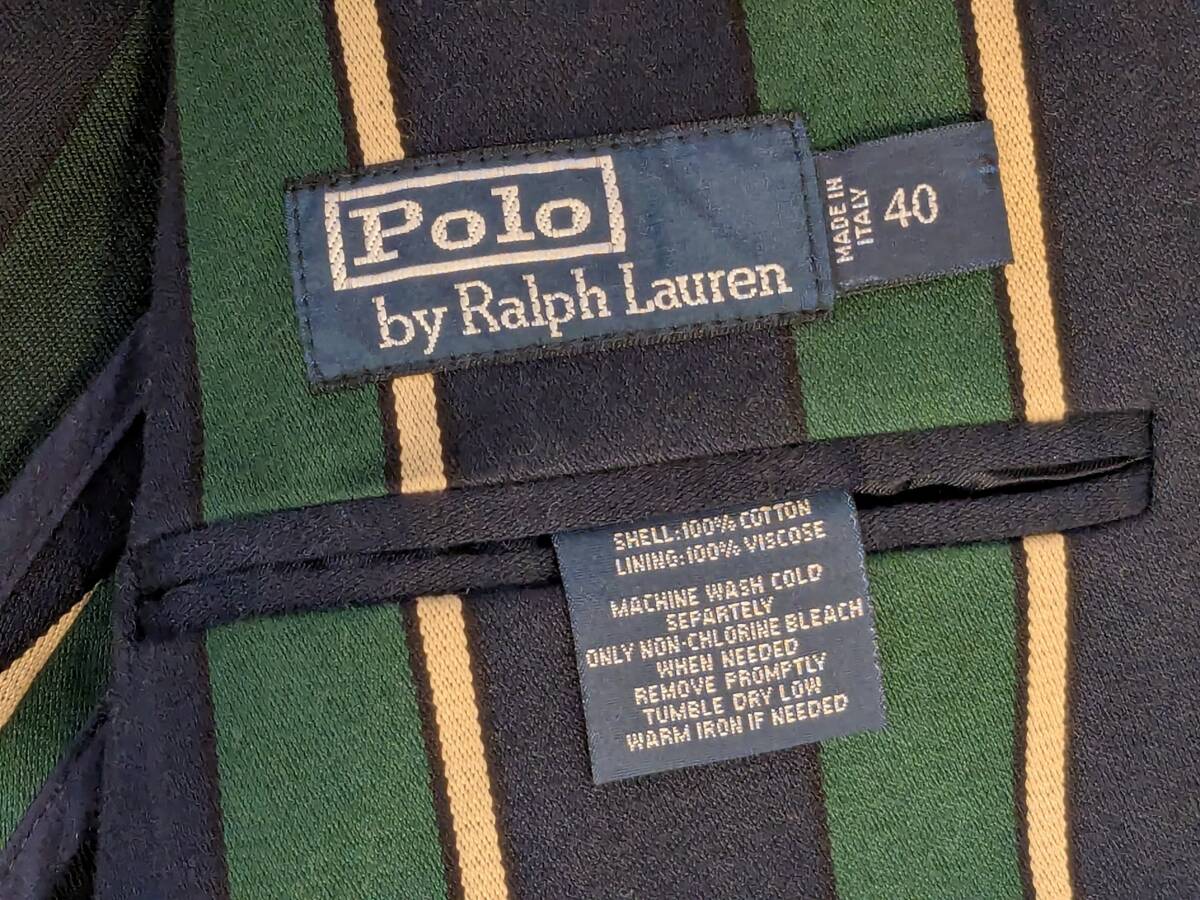 Polo
by Ralph Lauren
MADE IN
ITALY
40
SHELL:100% COTTON
LINING:100% VISCOSE
MACHINE WASH COLD
SEPARTELY
ONLY NON-CHLORINE BLEACH
WHEN NEEDED
REMOVE PROMPTLY
TUMBLE DRY LOW
WARM IRON IF NEEDED